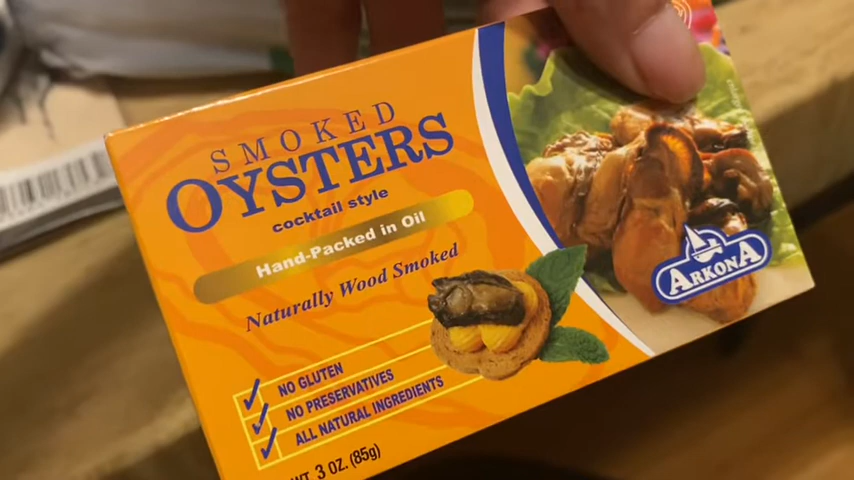 SMOKED
OYSTERS
cocktail style
Hand-Packed in Oil
Naturally Wood Smoked
NO GLUTEN
NO PRESERVATIVES
ALL NATURAL INGREDIENTS
WT. 3 OZ. (85g)
ARKONA